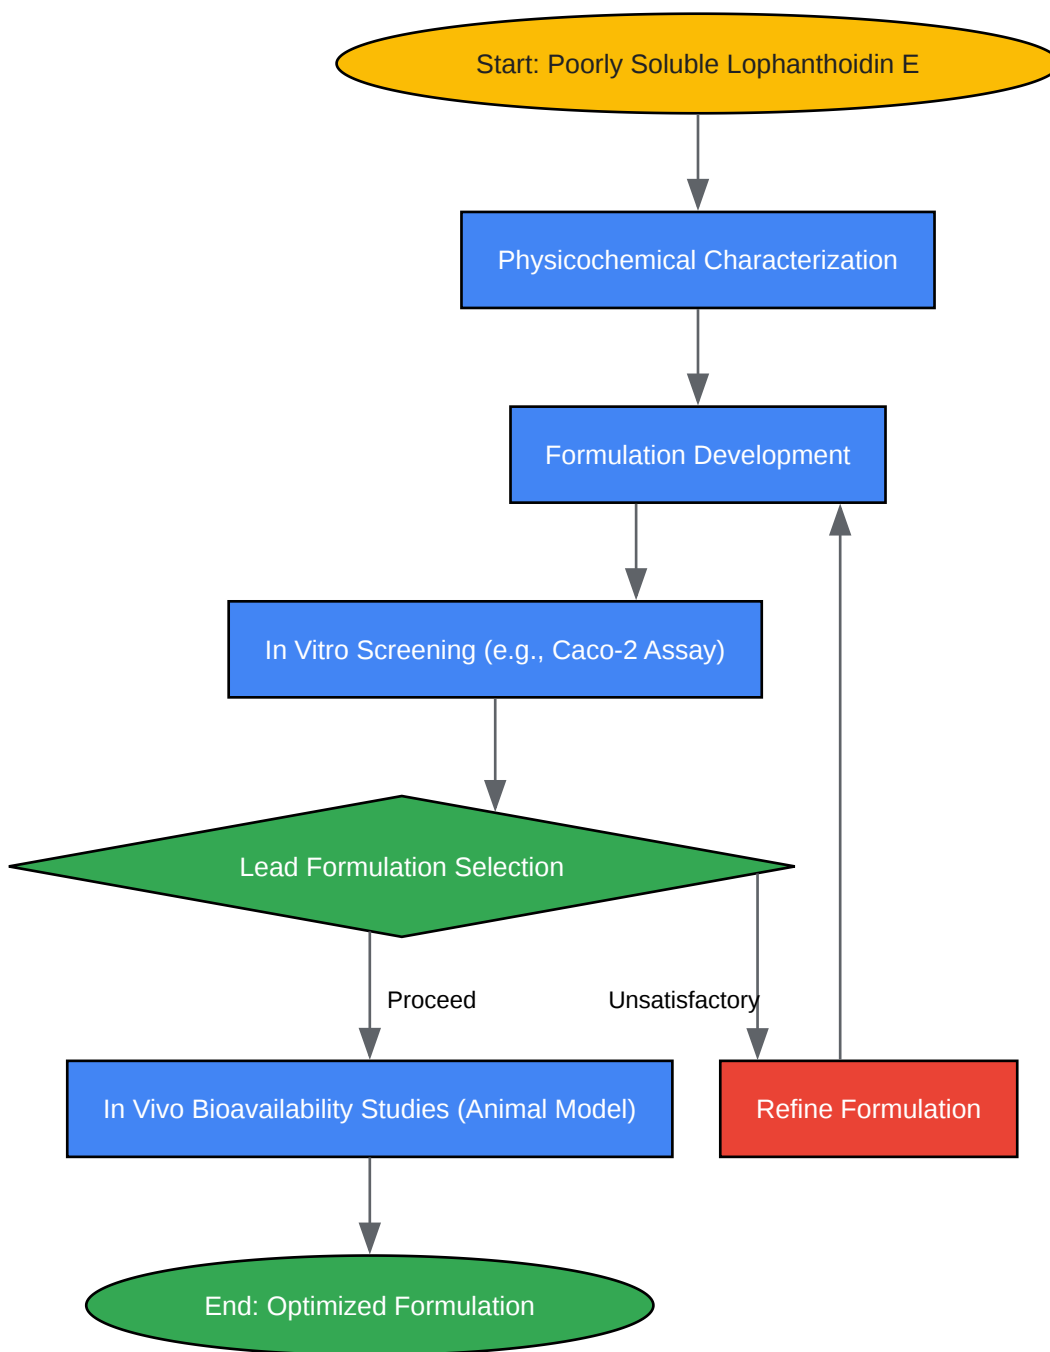 Start: Poorly Soluble Lophanthoidin E
Physicochemical Characterization
Formulation Development
In Vitro Screening (e.g., Caco-2 Assay)
Lead Formulation Selection
Proceed
Unsatisfactory
In Vivo Bioavailability Studies (Animal Model)
Refine Formulation
End: Optimized Formulation